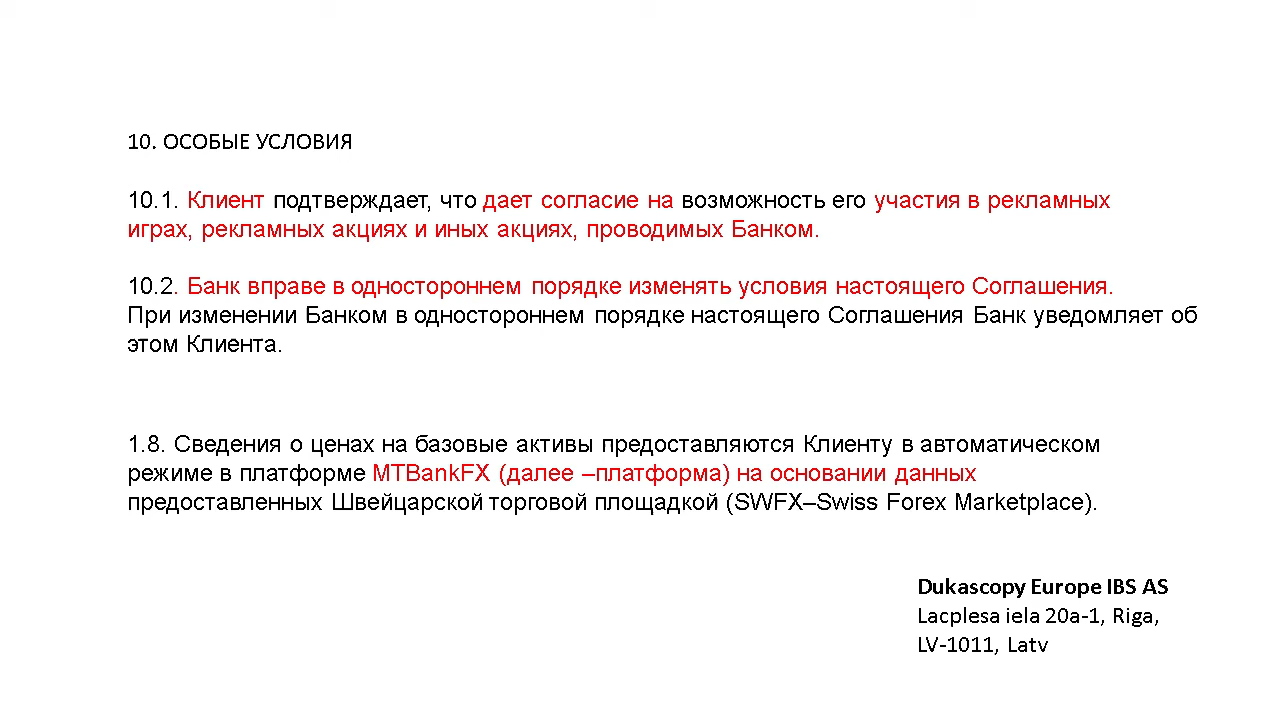 10. ОСОБЫЕ УСЛОВИЯ
10.1. Клиент подтверждает, что дает согласие на возможность его участия в рекламных
играх, рекламных акциях и иных акциях, проводимых Банком.
10.2. Банк вправе в одностороннем порядке изменять условия настоящего Соглашения.
При изменении Банком в одностороннем порядке настоящего Соглашения Банк уведомляет об
этом Клиента.
1.8. Сведения о ценах на базовые активы предоставляются Клиенту в автоматическом
режиме в платформе MTBankFX (далее –платформа) на основании данных
предоставленных Швейцарской торговой площадкой (SWFX–Swiss Forex Marketplace).
Dukascopy Europe IBS AS
Lacplesa iela 20a-1, Riga,
LV-1011, Latv